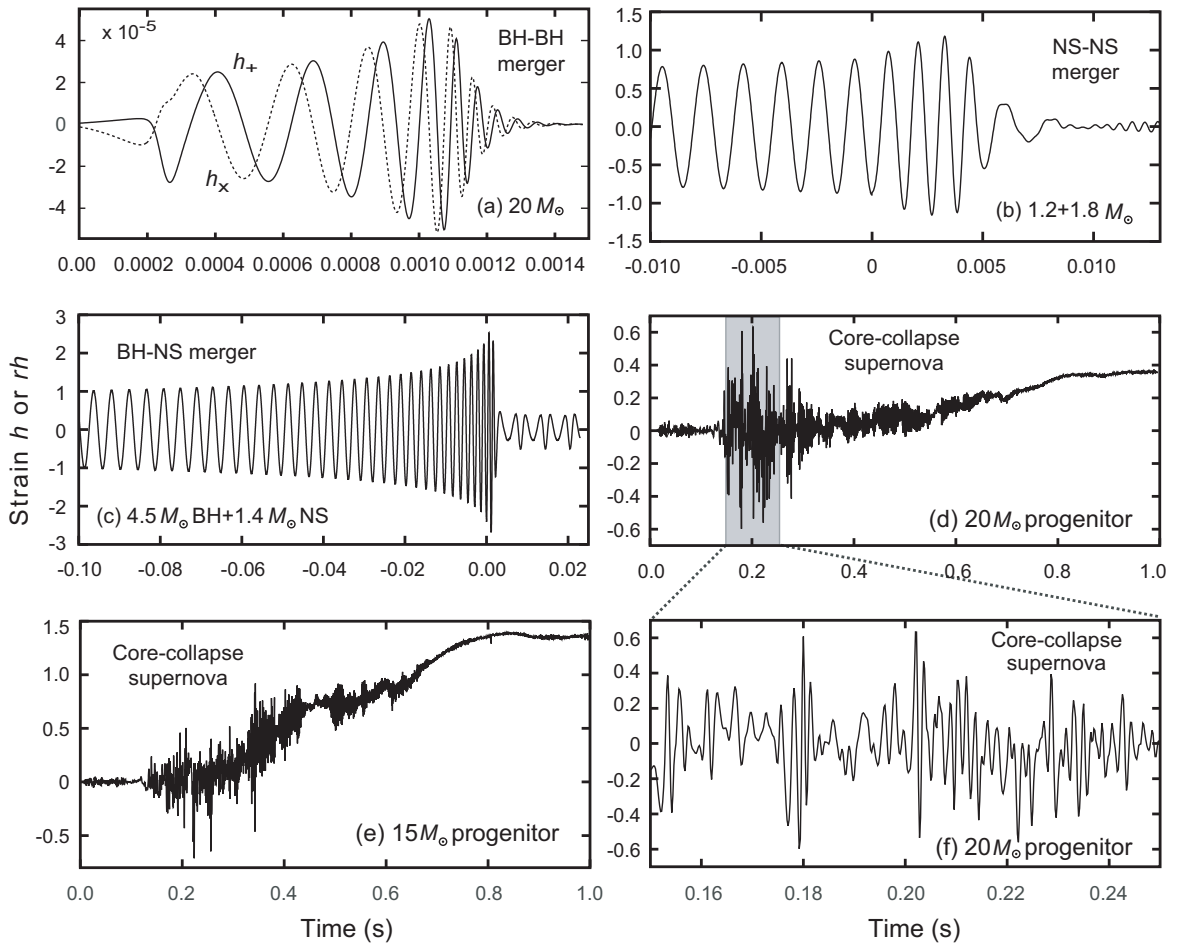 Strain h or rh
x 10⁻⁵
BH-BH
merger
h₊
hₓ
(a) 20 M☉
4
2
0
-2
-4
0.00 0.0002 0.0004 0.0006 0.0008 0.0010 0.0012 0.0014
NS-NS
merger
(b) 1.2+1.8 M☉
1.5
1.0
0.5
0.0
-0.5
-1.0
-1.5
-0.010 -0.005 0 0.005 0.010
BH-NS merger
(c) 4.5 M☉ BH+1.4 M☉ NS
3
2
1
0
-1
-2
-3
-0.10 -0.08 -0.06 -0.04 -0.02 0.00 0.02
Core-collapse
supernova
(d) 20 M☉ progenitor
0.6
0.4
0.2
0
-0.2
-0.4
-0.6
0.0 0.2 0.4 0.6 0.8 1.0
Core-collapse
supernova
(e) 15 M☉ progenitor
1.5
1.0
0.5
0
-0.5
0.0 0.2 0.4 0.6 0.8 1.0
Time (s)
Core-collapse
supernova
(f) 20 M☉ progenitor
0.6
0.4
0.2
0
-0.2
-0.4
-0.6
0.16 0.18 0.20 0.22 0.24
Time (s)